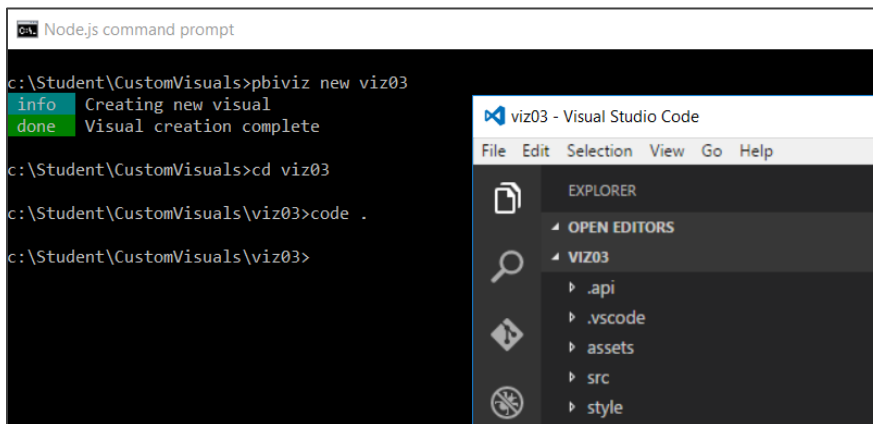 Node.js command prompt
c:\Student\CustomVisuals>pbiviz new viz03
info Creating new visual
done Visual creation complete
c:\Student\CustomVisuals>cd viz03
c:\Student\CustomVisuals\viz03>code .
c:\Student\CustomVisuals\viz03>
viz03 - Visual Studio Code
File Edit Selection View Go Help
EXPLORER
OPEN EDITORS
VIZ03
.api
.vscode
assets
src
style